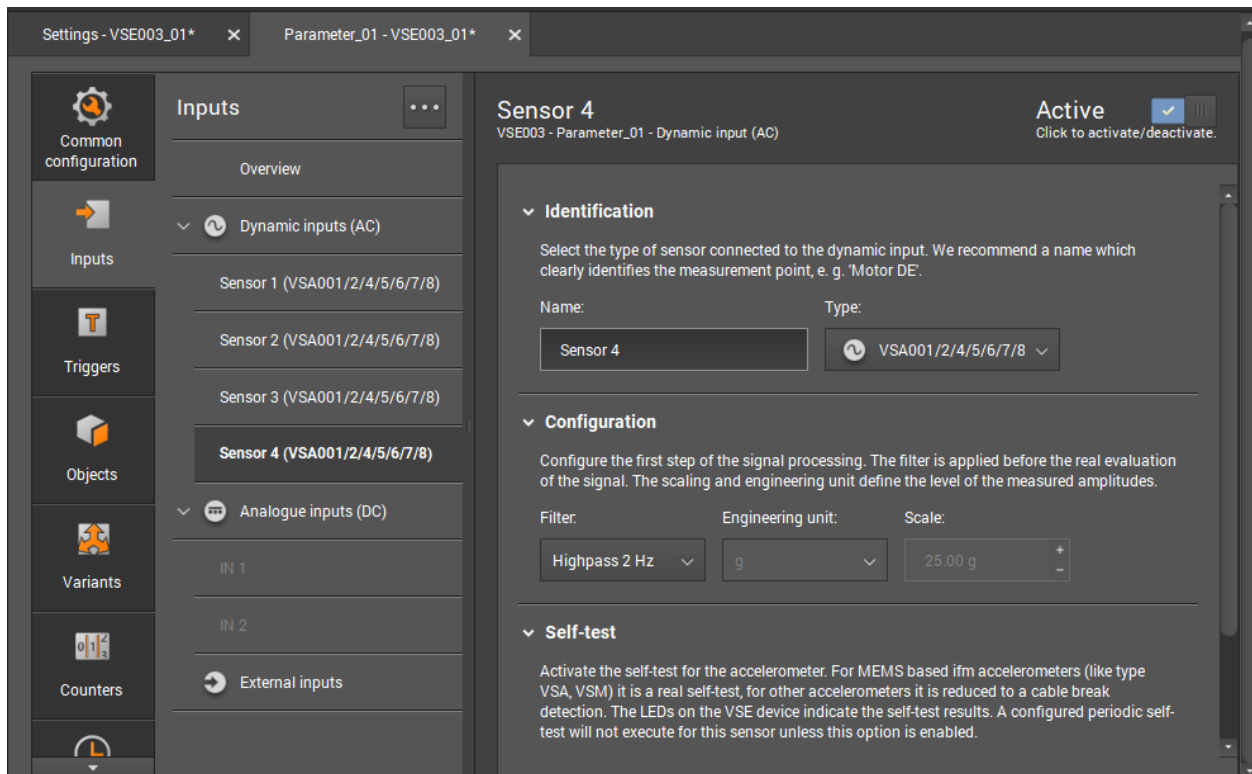 Settings - VSE003_01*
Parameter_01 - VSE003_01*
Common
configuration
Inputs
Triggers
Objects
Variants
0 1 2 3
Counters
Inputs
Overview
Dynamic inputs (AC)
Sensor 1 (VSA001/2/4/5/6/7/8)
Sensor 2 (VSA001/2/4/5/6/7/8)
Sensor 3 (VSA001/2/4/5/6/7/8)
Sensor 4 (VSA001/2/4/5/6/7/8)
Analogue inputs (DC)
IN 1
IN 2
External inputs
Sensor 4
VSE003 - Parameter_01 - Dynamic input (AC)
Active
Click to activate/deactivate.
Identification
Select the type of sensor connected to the dynamic input. We recommend a name which
clearly identifies the measurement point, e. g. 'Motor DE'.
Name: Type:
Sensor 4 VSA001/2/4/5/6/7/8
Configuration
Configure the first step of the signal processing. The filter is applied before the real evaluation
of the signal. The scaling and engineering unit define the level of the measured amplitudes.
Filter: Engineering unit: Scale:
Highpass 2 Hz g 25.00 g
Self-test
Activate the self-test for the accelerometer. For MEMS based ifm accelerometers (like type
VSA, VSM) it is a real self-test, for other accelerometers it is reduced to a cable break
detection. The LEDs on the VSE device indicate the self-test results. A configured periodic self-
test will not execute for this sensor unless this option is enabled.